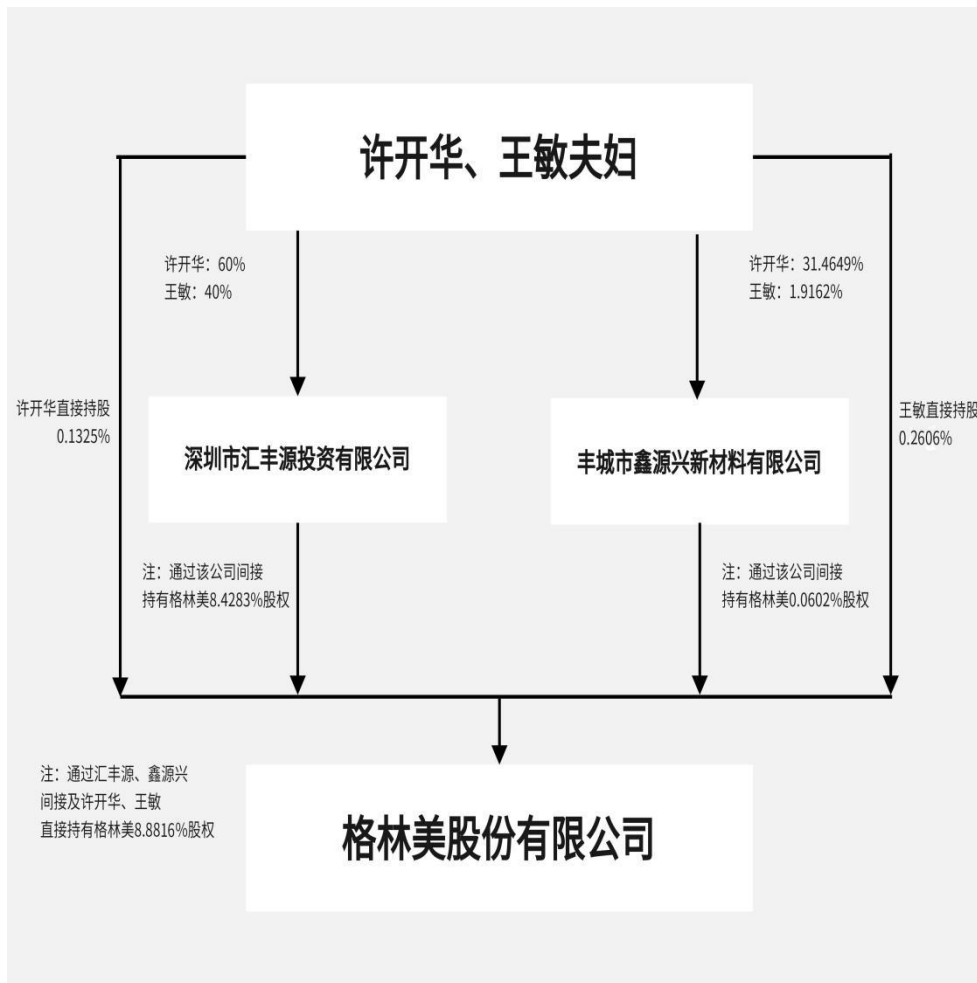 许开华、王敏夫妇
许开华：60%
王敏：40%
许开华：31.4649%
王敏：1.9162%
许开华直接持股
0.1325%
王敏直接持股
0.2606%
深圳市汇丰源投资有限公司
丰城市鑫源兴新材料有限公司
注：通过该公司间接
持有格林美8.4283%股权
注：通过该公司间接
持有格林美0.0602%股权
注：通过汇丰源、鑫源兴
间接及许开华、王敏
直接持有格林美8.8816%股权
格林美股份有限公司